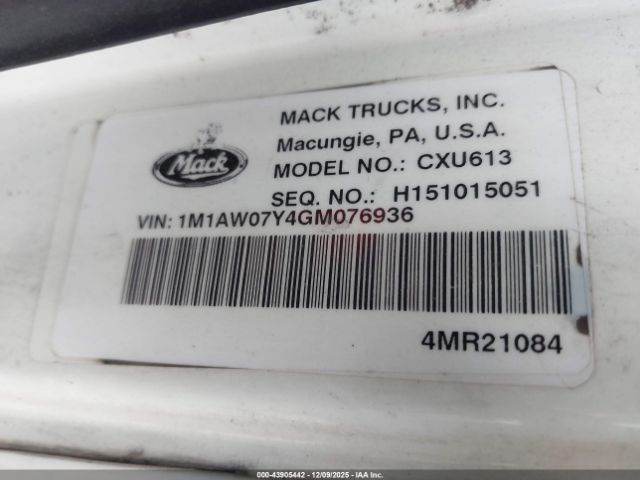 Mack
MACK TRUCKS, INC.
Macungie, PA, U.S.A.
MODEL NO.: CXU613
SEQ. NO.: H151015051
VIN: 1M1AW07Y4GM076936
4MR21084
000-43905442 | 12/09/2025 - IAA Inc.